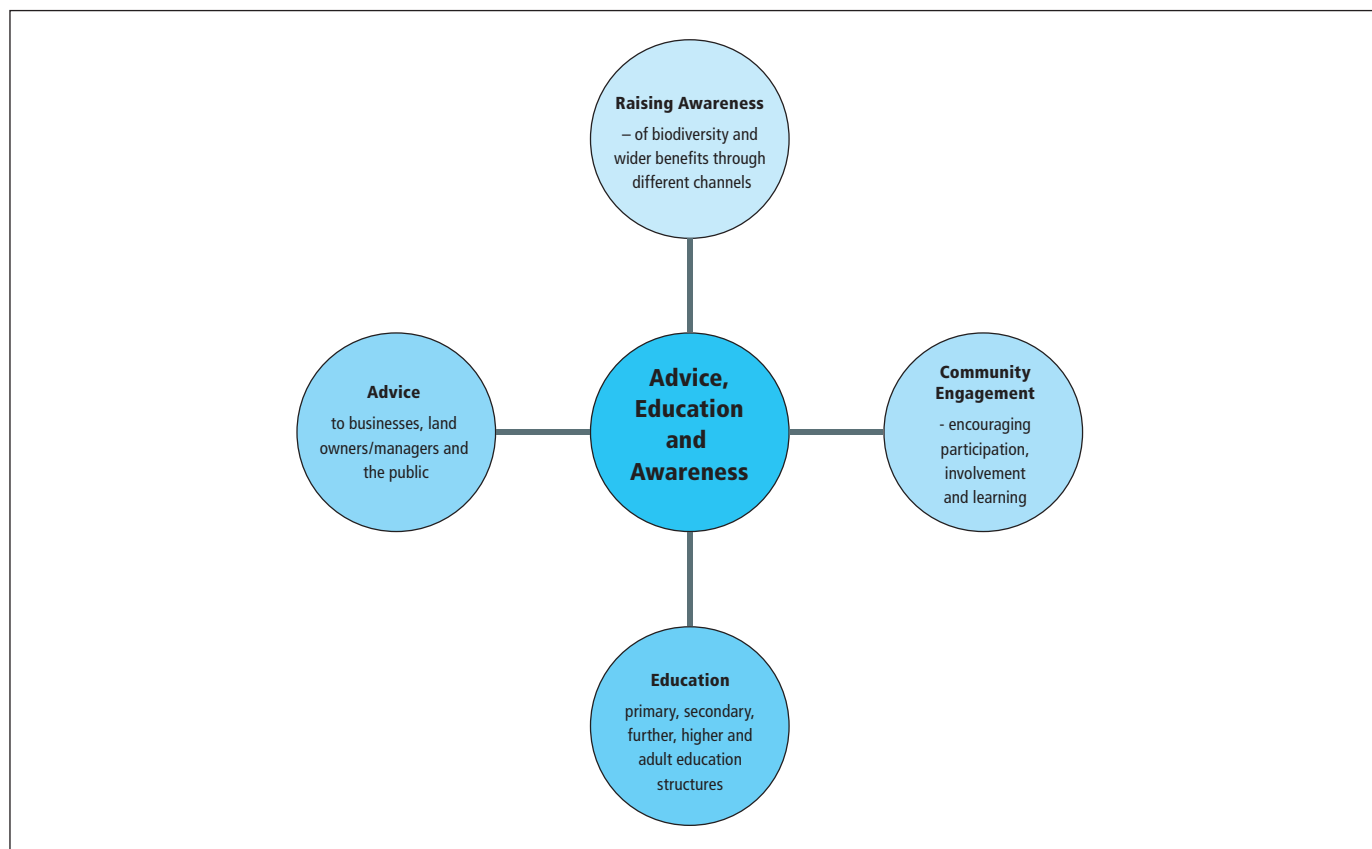 Raising Awareness
– of biodiversity and
wider benefits through
different channels
Advice
to businesses, land
owners/managers and
the public
Advice,
Education
and
Awareness
Community
Engagement
- encouraging
participation,
involvement
and learning
Education
primary, secondary,
further, higher and
adult education
structures